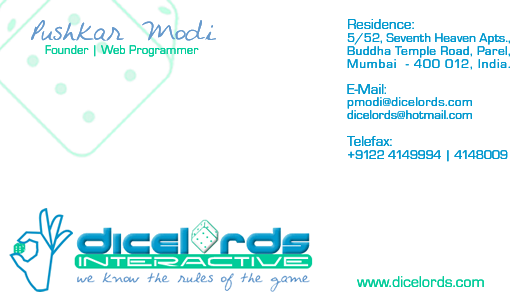 Pushkar Modi
Founder | Web Programmer
Residence:
5/52, Seventh Heaven Apts.,
Buddha Temple Road, Parel,
Mumbai - 400 012, India.
E-Mail:
pmodi@dicelords.com
dicelords@hotmail.com
Telefax:
+9122 4149994 | 4148009
dicelords
INTERACTIVE
we know the rules of the game
www.dicelords.com